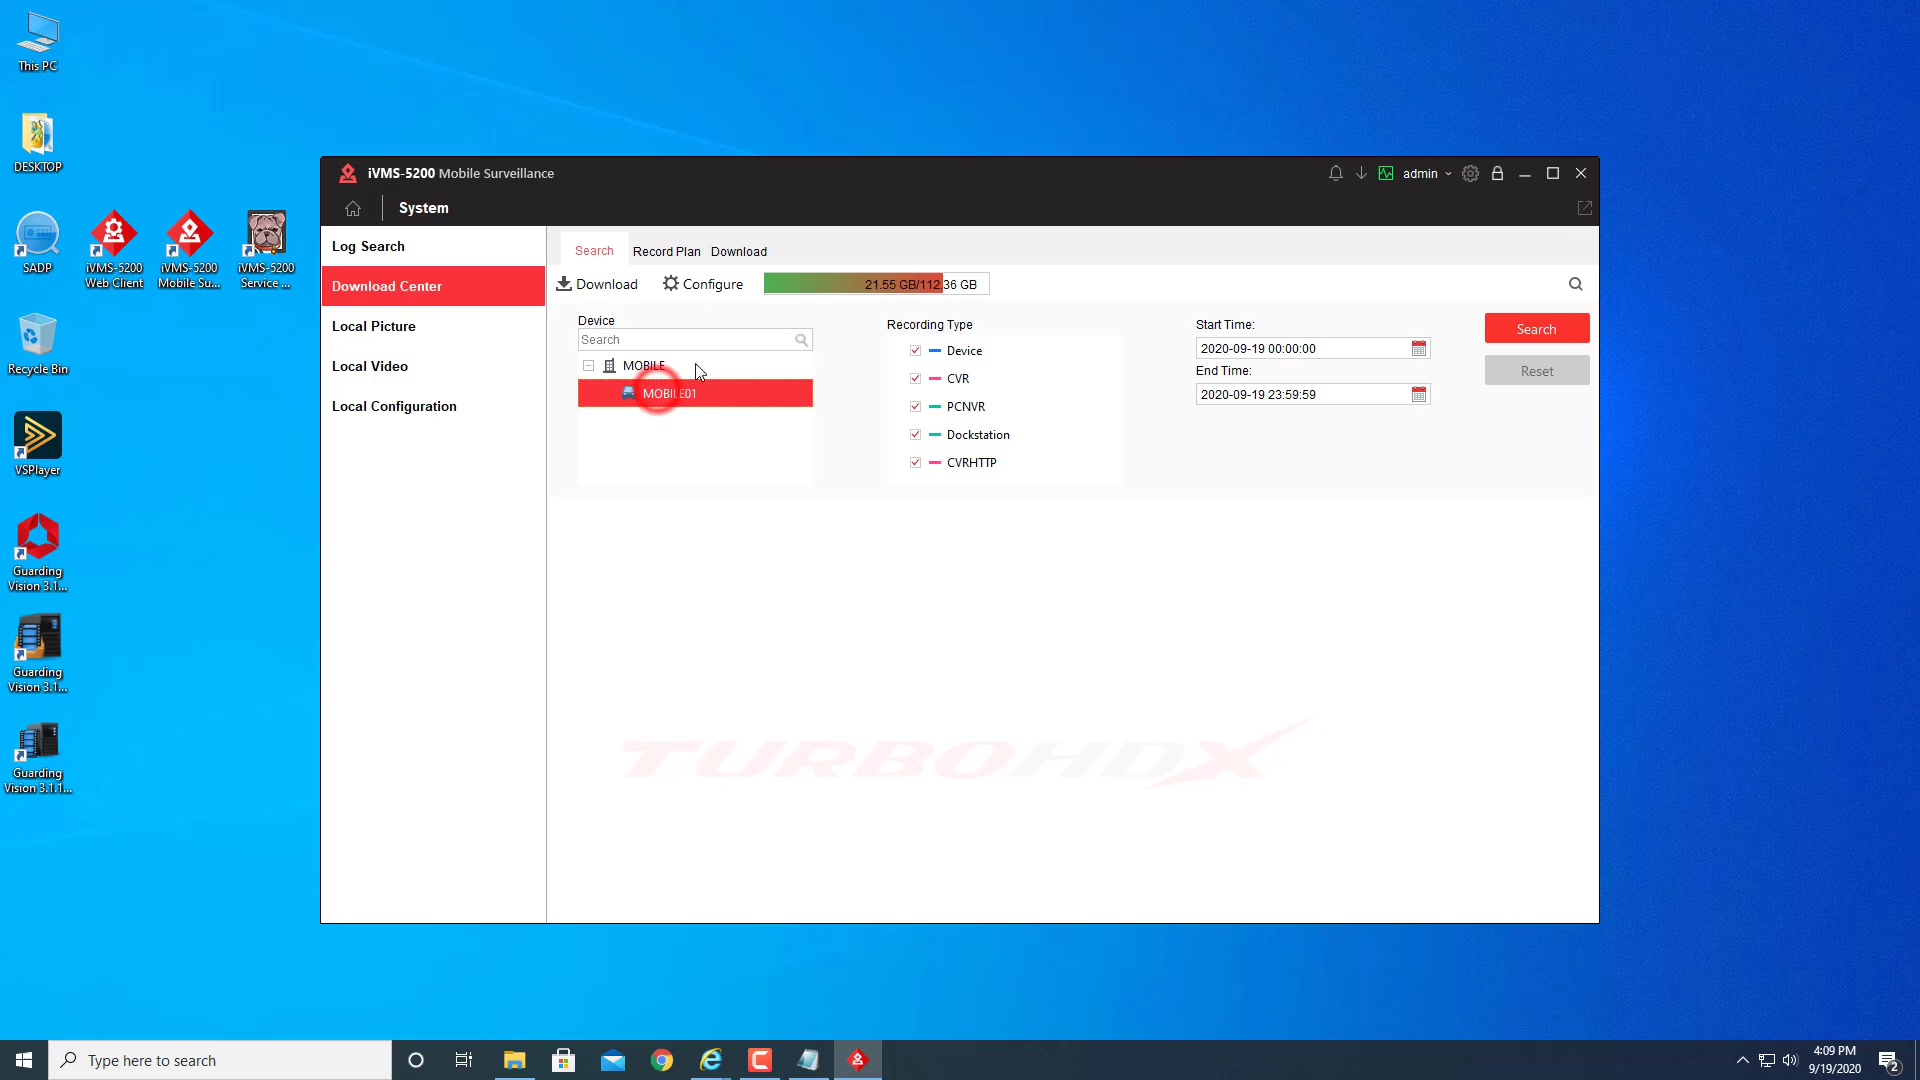 This PC
DESKTOP
SADP
iVMS-5200
Web Client
iVMS-5200
Mobile Su...
iVMS-5200
Service ...
Recycle Bin
VSPlayer
Guarding
Vision 3.1...
Guarding
Vision 3.1...
Guarding
Vision 3.1.1...
iVMS-5200 Mobile Surveillance
admin
System
Log Search
Download Center
Local Picture
Local Video
Local Configuration
Search Record Plan Download
Download Configure 21.55 GB/112.36 GB
Device
Search
MOBILE
MOBILE01
Recording Type
Device
CVR
PCNVR
Dockstation
CVRHTTP
Start Time:
2020-09-19 00:00:00
End Time:
2020-09-19 23:59:59
Search
Reset
TURBOHDX
Type here to search
4:09 PM
9/19/2020
2